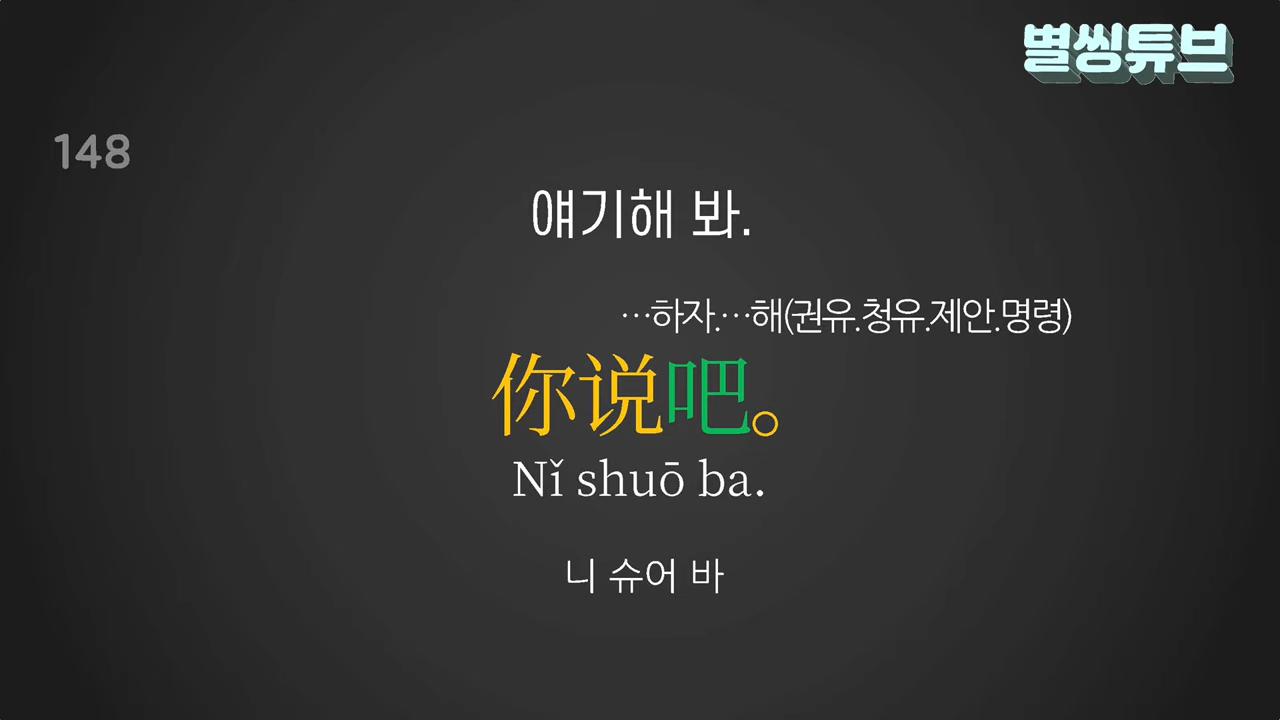 별씽튜브
148
얘기해 봐.
…하자.…해(권유.청유.제안.명령)
你说吧。
Nǐ shuō ba.
니 슈어 바